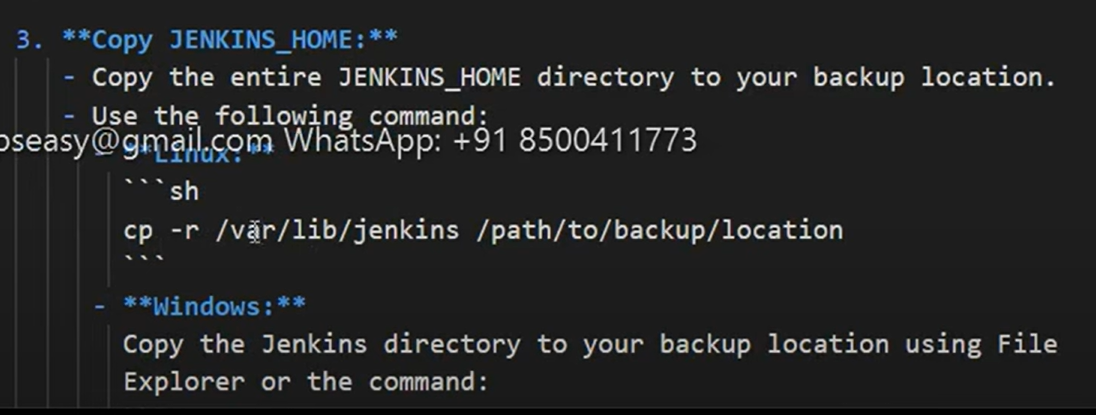 3. **Copy JENKINS_HOME:**
- Copy the entire JENKINS_HOME directory to your backup location.
- Use the following command:
oseasy@gmail.com WhatsApp: +91 8500411773
- **Linux:**
```sh
cp -r /var/lib/jenkins /path/to/backup/location
```
- **Windows:**
Copy the Jenkins directory to your backup location using File
Explorer or the command: